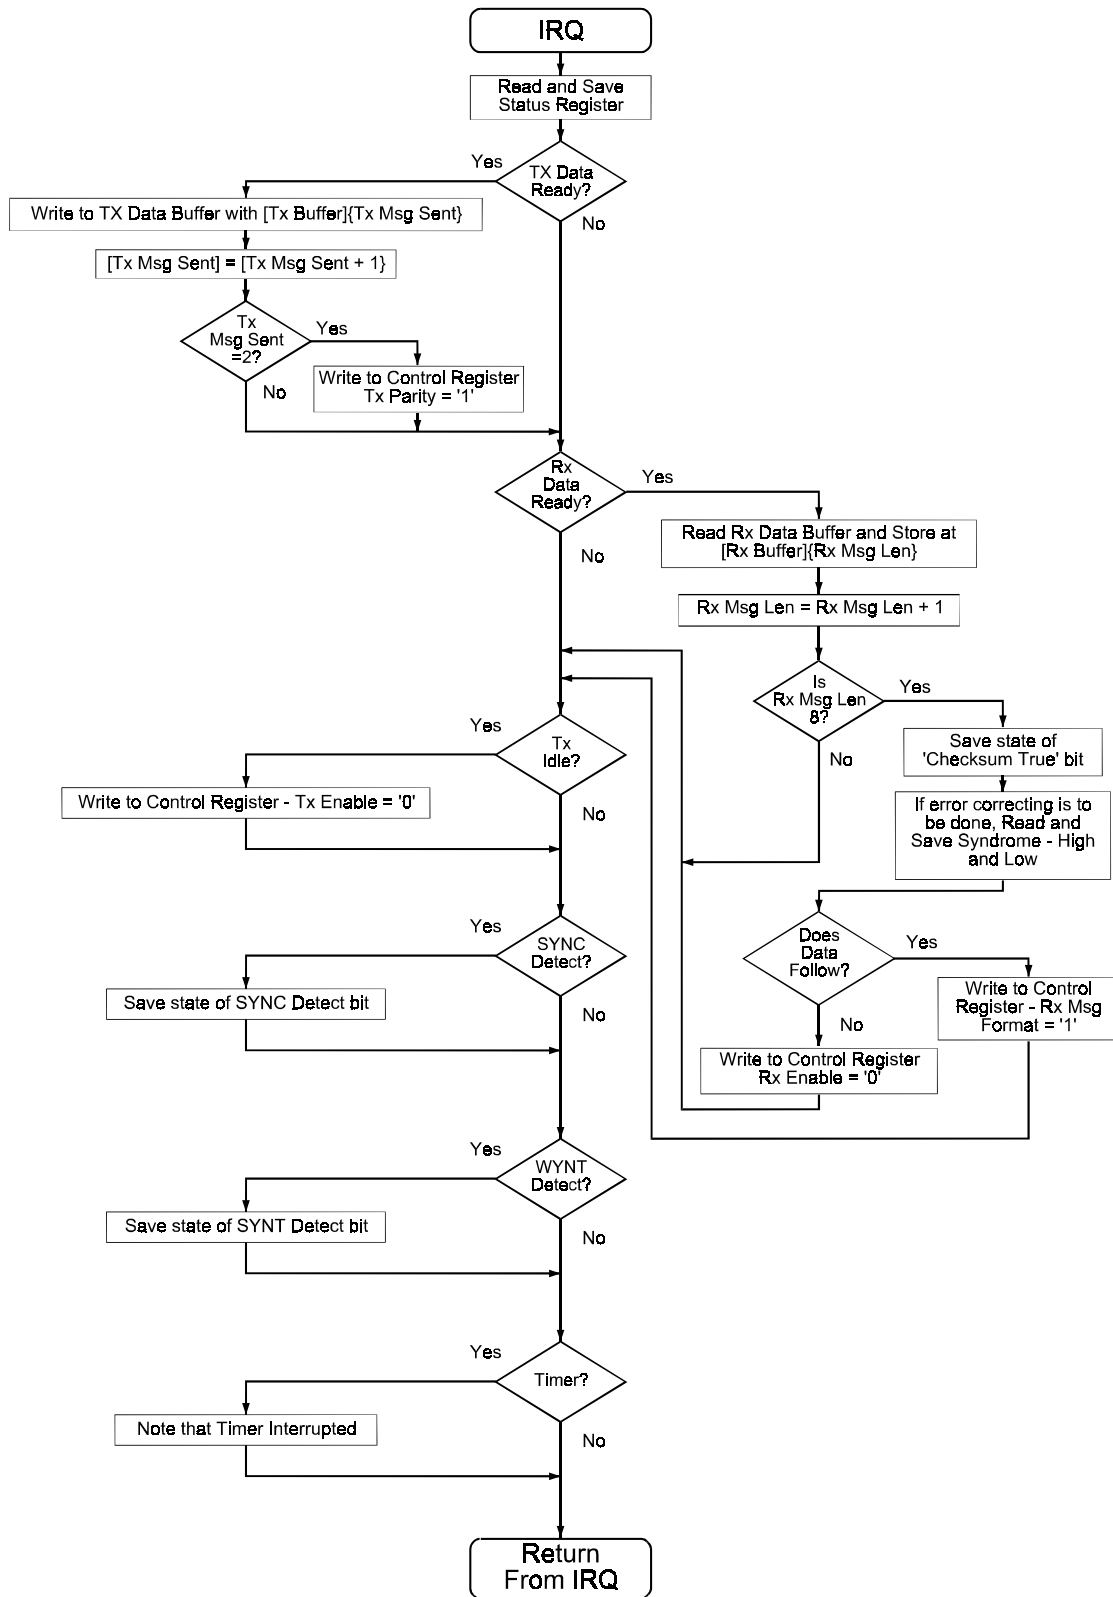 IRQ
Read and Save
Status Register
Yes
TX Data
Ready?
No
Write to TX Data Buffer with [Tx Buffer]{Tx Msg Sent}
[Tx Msg Sent] = [Tx Msg Sent + 1}
Tx
Msg Sent
=2?
Yes
No
Write to Control Register
Tx Parity = '1'
Rx
Data
Ready?
Yes
No
Read Rx Data Buffer and Store at
[Rx Buffer]{Rx Msg Len}
Rx Msg Len = Rx Msg Len + 1
Is
Rx Msg Len
8?
Yes
No
Save state of
'Checksum True' bit
If error correcting is to
be done, Read and
Save Syndrome - High
and Low
Does
Data
Follow?
Yes
No
Write to Control
Register - Rx Msg
Format = '1'
Write to Control Register
Rx Enable = '0'
Yes
Tx
Idle?
No
Write to Control Register - Tx Enable = '0'
Yes
SYNC
Detect?
No
Save state of SYNC Detect bit
Yes
WYNT
Detect?
No
Save state of SYNT Detect bit
Yes
Timer?
No
Note that Timer Interrupted
Return
From IRQ